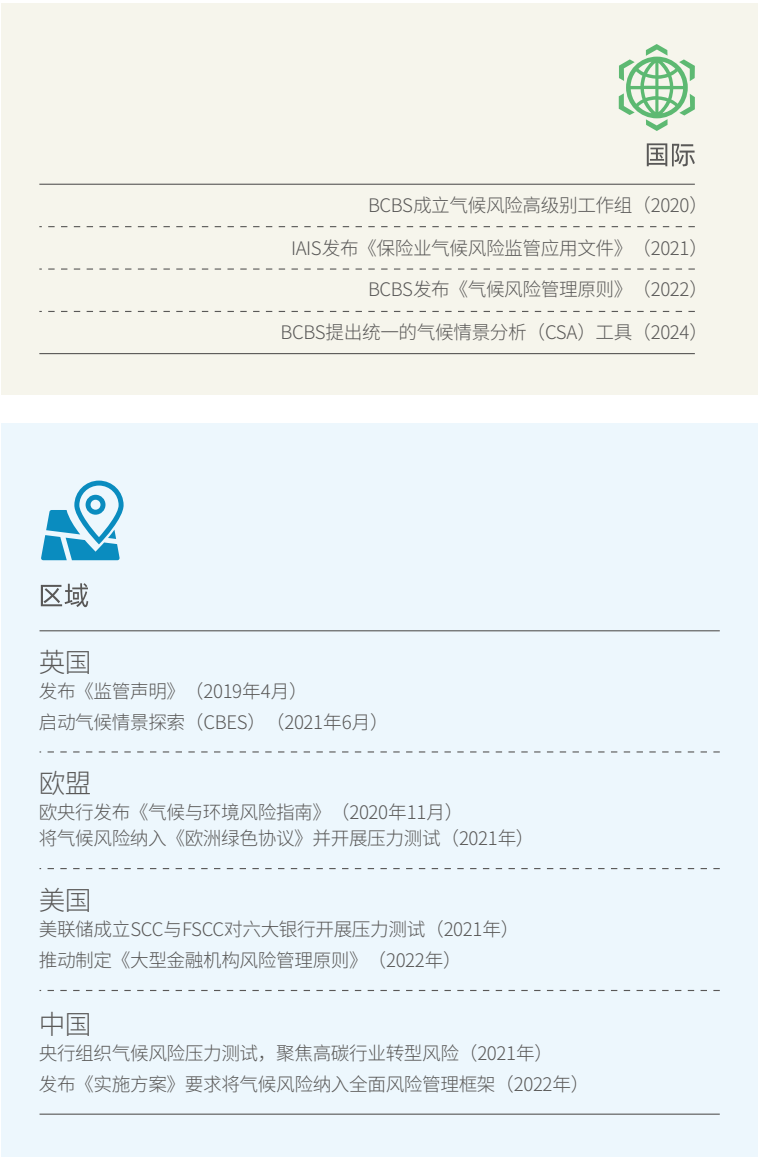 国际
BCBS成立气候风险高级别工作组（2020）
IAIS发布《保险业气候风险监管应用文件》（2021）
BCBS发布《气候风险管理原则》（2022）
BCBS提出统一的气候情景分析（CSA）工具（2024）
区域
英国
发布《监管声明》（2019年4月）
启动气候情景探索（CBES）（2021年6月）
欧盟
欧央行发布《气候与环境风险指南》（2020年11月）
将气候风险纳入《欧洲绿色协议》并开展压力测试（2021年）
美国
美联储成立SCC与FSCC对六大银行开展压力测试（2021年）
推动制定《大型金融机构风险管理原则》（2022年）
中国
央行组织气候风险压力测试，聚焦高碳行业转型风险（2021年）
发布《实施方案》要求将气候风险纳入全面风险管理框架（2022年）